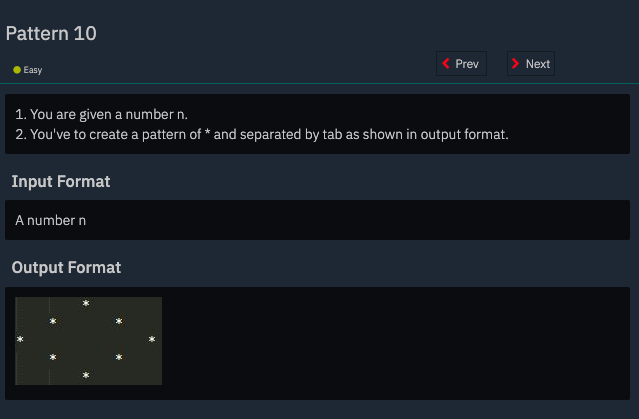 Pattern 10
Easy
Prev
Next
1. You are given a number n.
2. You've to create a pattern of * and separated by tab as shown in output format.
Input Format
A number n
Output Format
*
* *
* *
* *
*